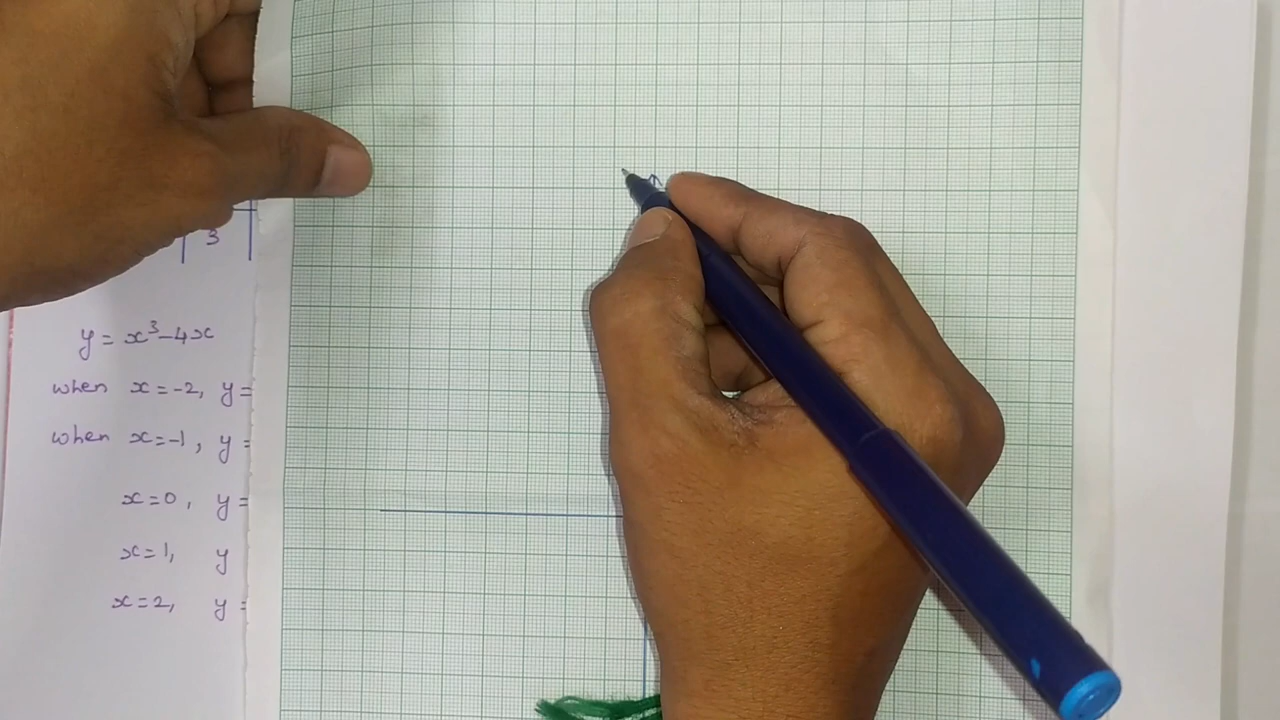 3
y = x³-4x
when x=-2, y=
when x=-1, y=
x=0, y=
x=1, y
x=2, y=